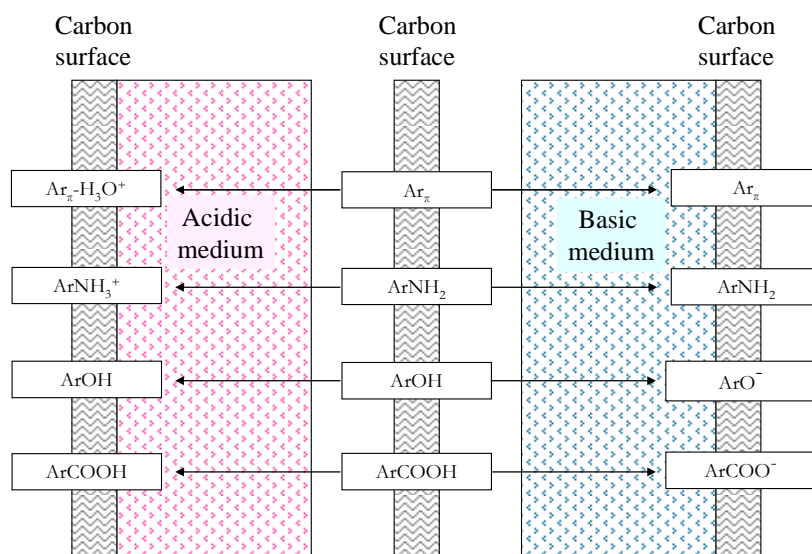 Carbon
surface
Carbon
surface
Carbon
surface
Arπ-H₃O⁺
Arπ
Arπ
Acidic
medium
Basic
medium
ArNH₃⁺
ArNH₂
ArNH₂
ArOH
ArOH
ArO⁻
ArCOOH
ArCOOH
ArCOO⁻